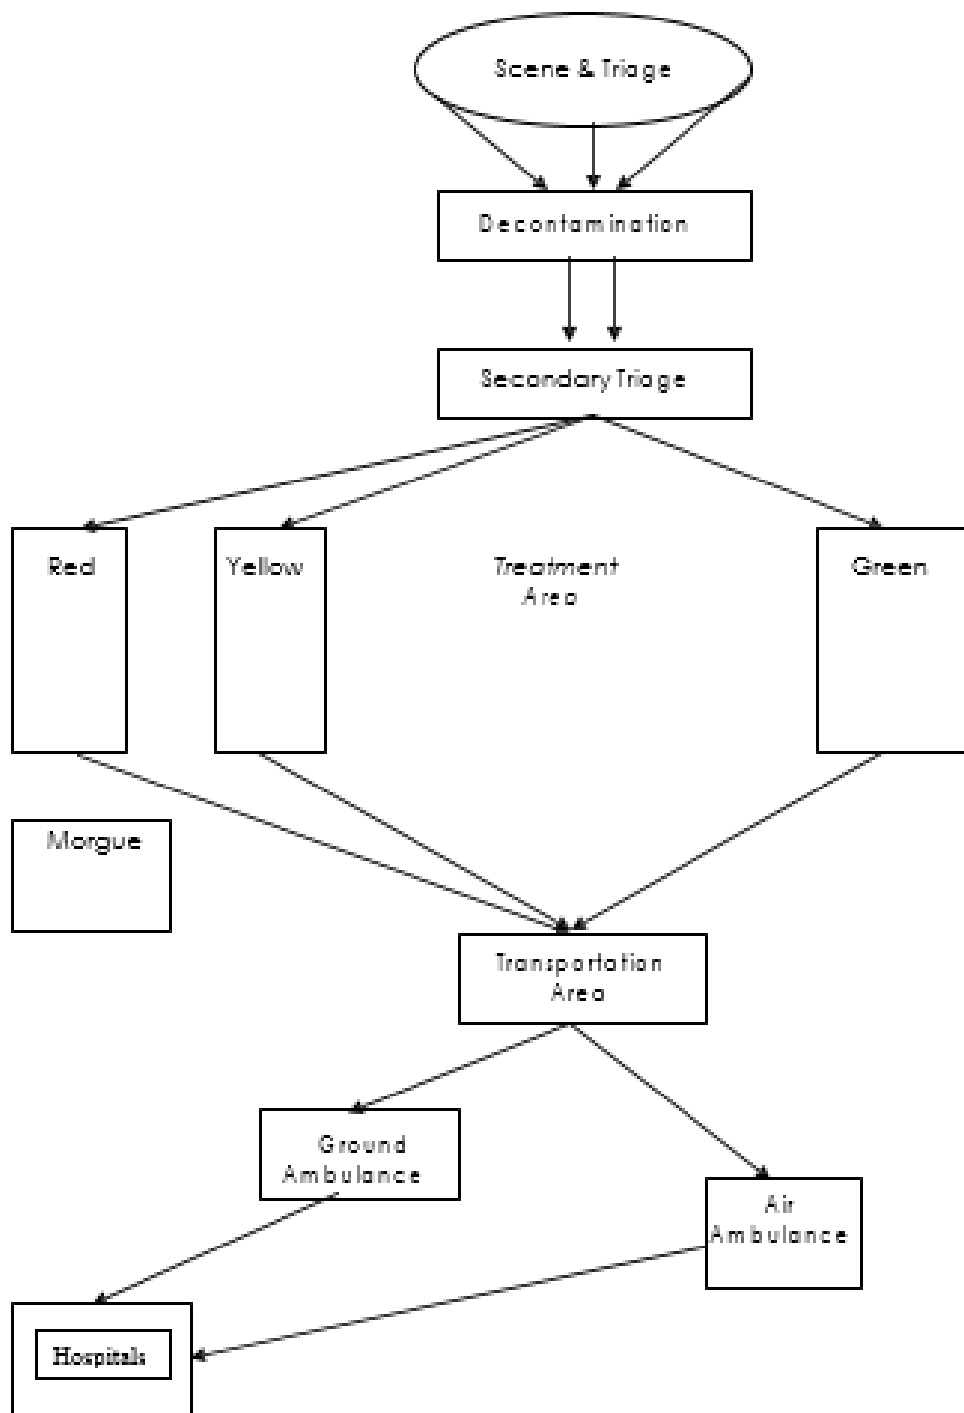 Scene & Triage
Decontamination
Secondary Triage
Red
Yellow
Treatment
Area
Green
Morgue
Transportation
Area
Ground
Ambulance
Air
Ambulance
Hospitals